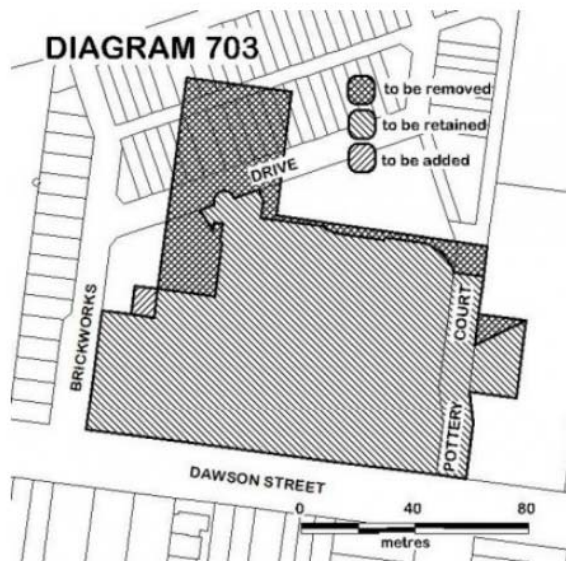 DIAGRAM 703
to be removed
to be retained
to be added
DRIVE
BRICKWORKS
COURT
POTTERY
DAWSON STREET
0 40 80
metres